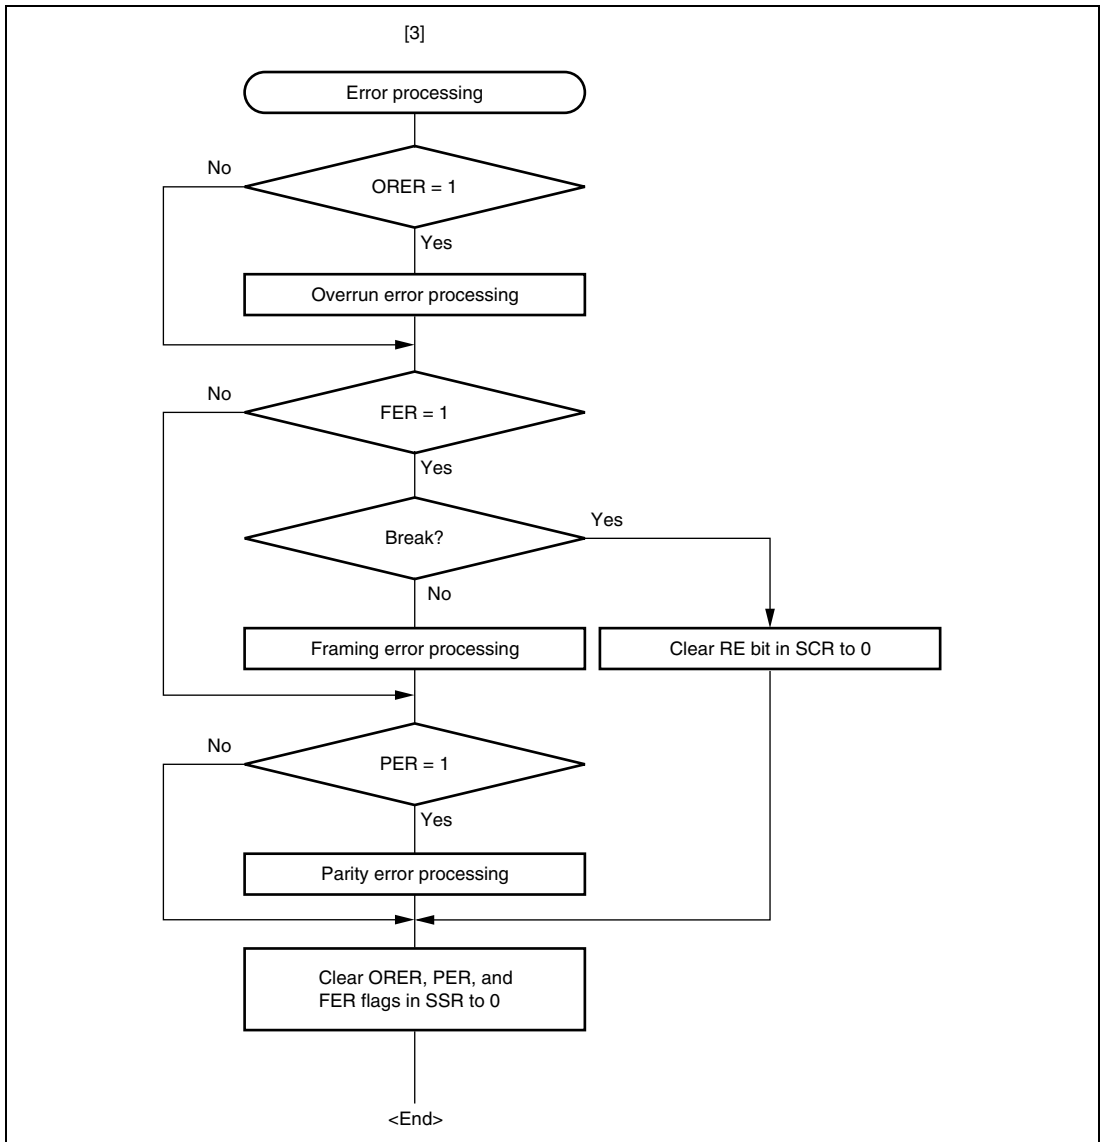 [3]
Error processing
No
ORER = 1
Yes
Overrun error processing
No
FER = 1
Yes
Break?
Yes
No
Framing error processing
Clear RE bit in SCR to 0
No
PER = 1
Yes
Parity error processing
Clear ORER, PER, and
FER flags in SSR to 0
<End>